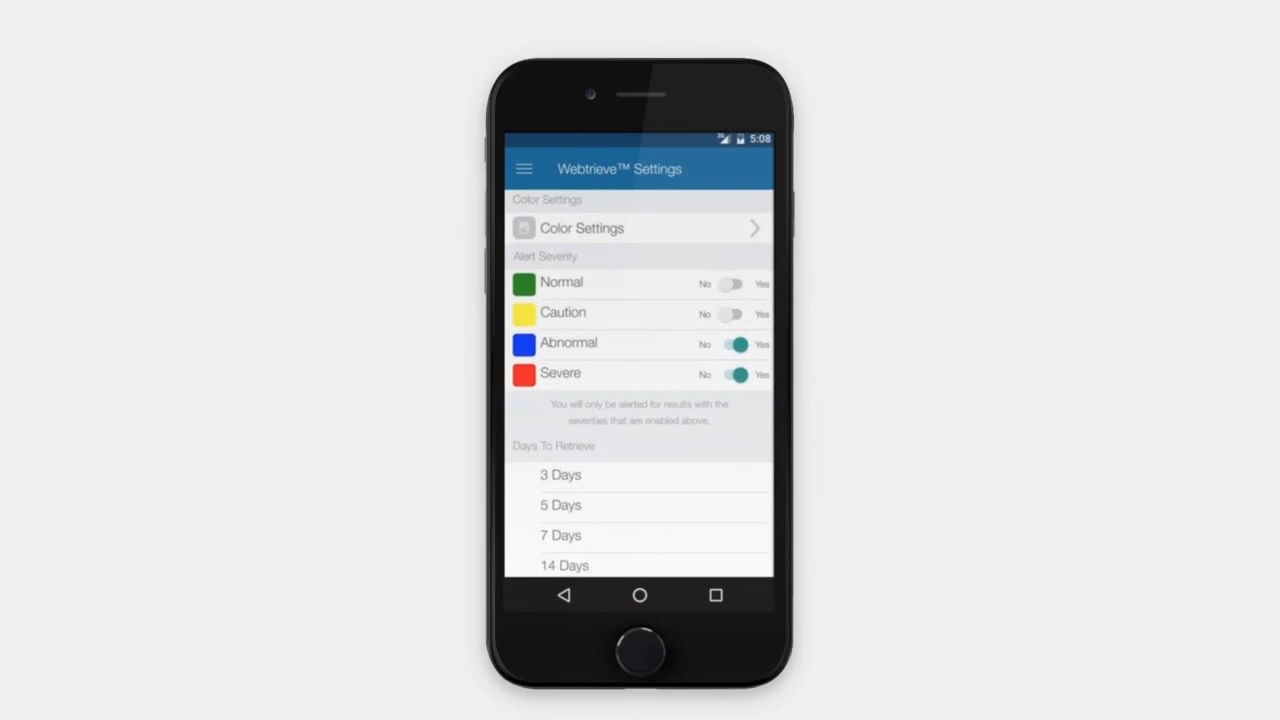 5:08
Webtrieve™ Settings
Color Settings
Color Settings
Alert Severity
Normal No Yes
Caution No Yes
Abnormal No Yes
Severe No Yes
You will only be alerted for results with the
severities that are enabled above.
Days To Retrieve
3 Days
5 Days
7 Days
14 Days